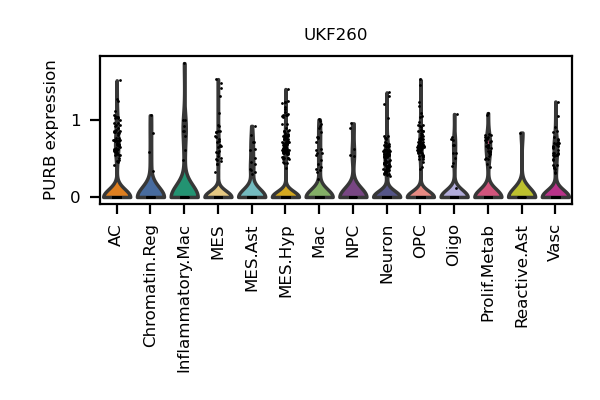 UKF260
PURB expression
1
0
AC
Chromatin.Reg
Inflammatory.Mac
MES
MES.Ast
MES.Hyp
Mac
NPC
Neuron
OPC
Oligo
Prolif.Metab
Reactive.Ast
Vasc